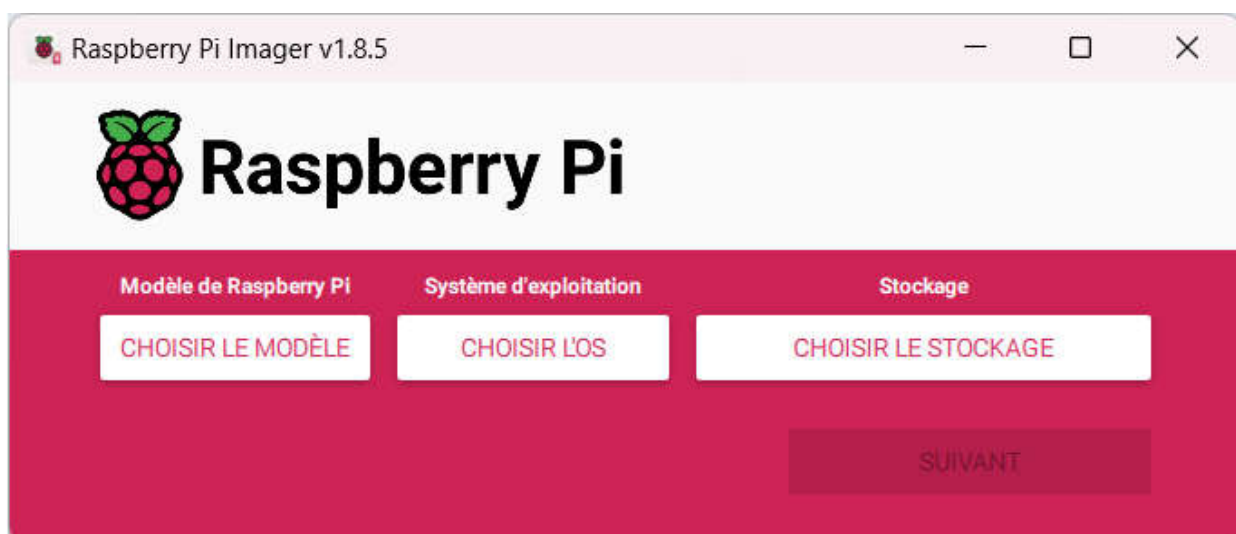 Raspberry Pi Imager v1.8.5
Raspberry Pi
Modèle de Raspberry Pi Système d'exploitation Stockage
CHOISIR LE MODÈLE CHOISIR L'OS CHOISIR LE STOCKAGE
SUIVANT